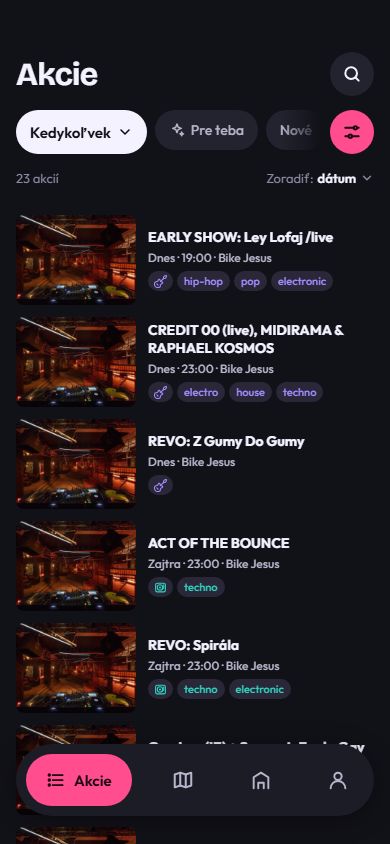 Akcie
Kedykoľvek
Pre teba
Nové
23 akcií
Zoradiť: dátum
EARLY SHOW: Ley Lofaj /live
Dnes · 19:00 · Bike Jesus
hip-hop pop electronic
CREDIT 00 (live), MIDIRAMA &
RAPHAEL KOSMOS
Dnes · 23:00 · Bike Jesus
electro house techno
REVO: Z Gumy Do Gumy
Dnes · Bike Jesus
ACT OF THE BOUNCE
Zajtra · 23:00 · Bike Jesus
techno
REVO: Spirála
Zajtra · 23:00 · Bike Jesus
techno electronic
Akcie